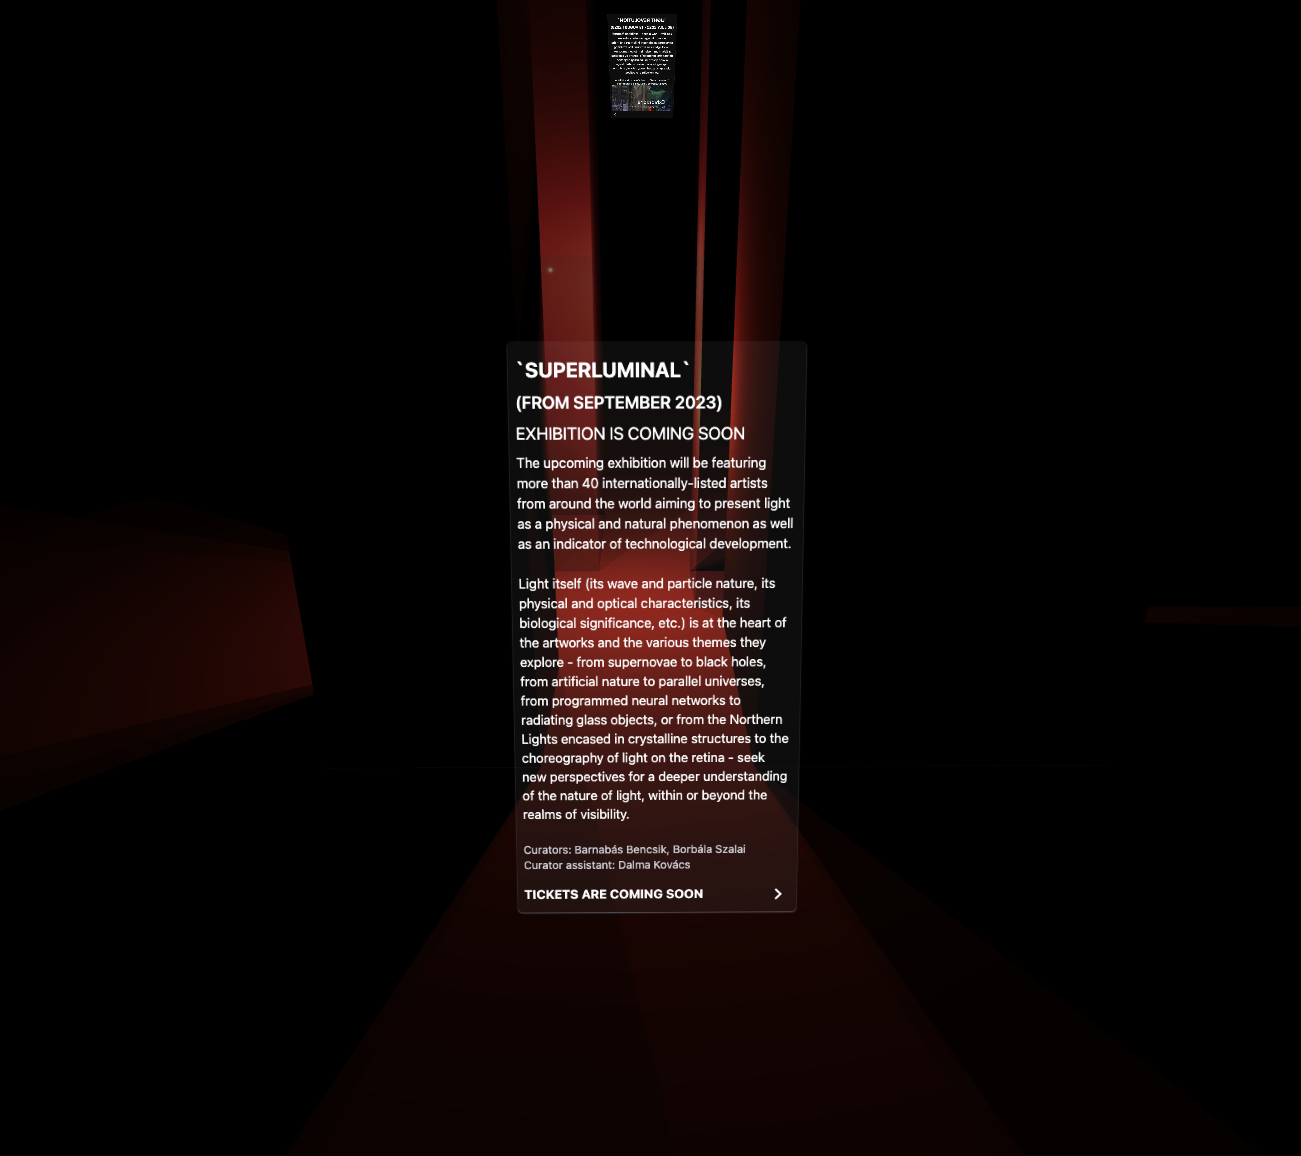 `SUPERLUMINAL`
(FROM SEPTEMBER 2023)
EXHIBITION IS COMING SOON
The upcoming exhibition will be featuring
more than 40 internationally-listed artists
from around the world aiming to present light
as a physical and natural phenomenon as well
as an indicator of technological development.
Light itself (its wave and particle nature, its
physical and optical characteristics, its
biological significance, etc.) is at the heart of
the artworks and the various themes they
explore - from supernovae to black holes,
from artificial nature to parallel universes,
from programmed neural networks to
radiating glass objects, or from the Northern
Lights encased in crystalline structures to the
choreography of light on the retina - seek
new perspectives for a deeper understanding
of the nature of light, within or beyond the
realms of visibility.
Curators: Barnabás Bencsik, Borbála Szalai
Curator assistant: Dalma Kovács
TICKETS ARE COMING SOON